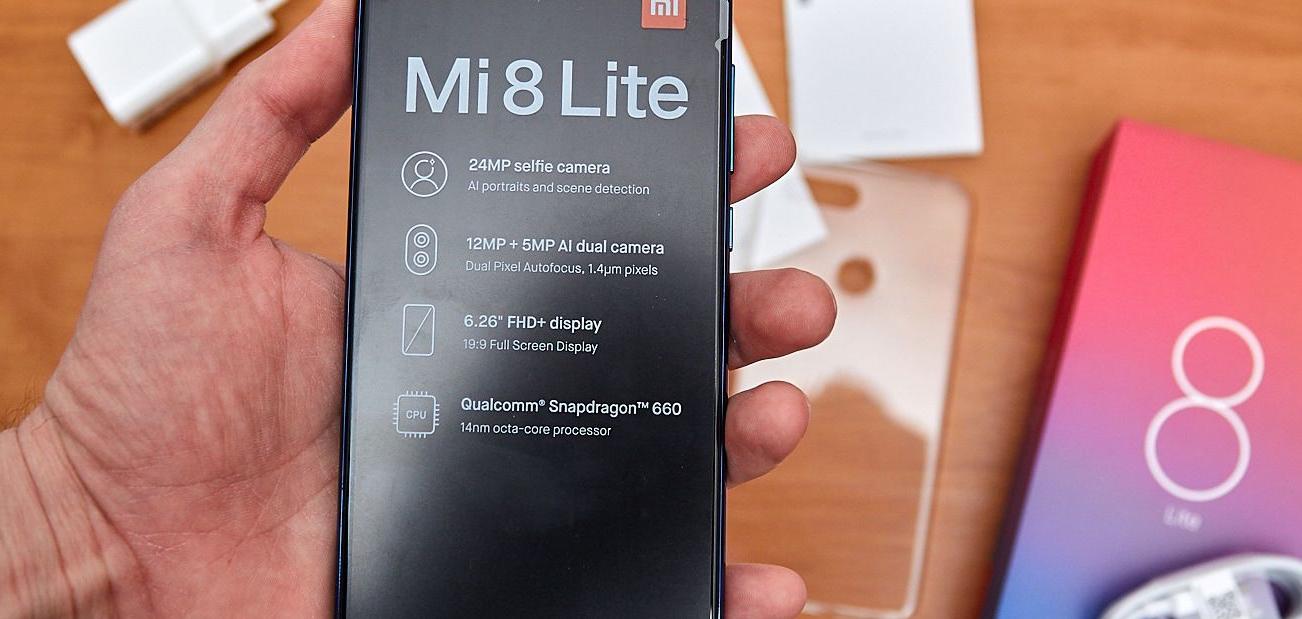 mi
Mi 8 Lite
24MP selfie camera
AI portraits and scene detection
12MP + 5MP AI dual camera
Dual Pixel Autofocus, 1.4μm pixels
6.26" FHD+ display
19:9 Full Screen Display
CPU
Qualcomm® Snapdragon™ 660
14nm octa-core processor
8
Lite